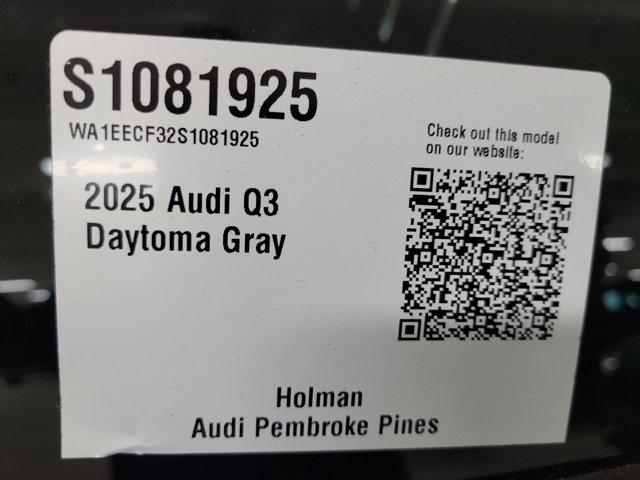 S1081925
WA1EECF32S1081925
Check out this model
on our website:
2025 Audi Q3
Daytoma Gray
Holman
Audi Pembroke Pines